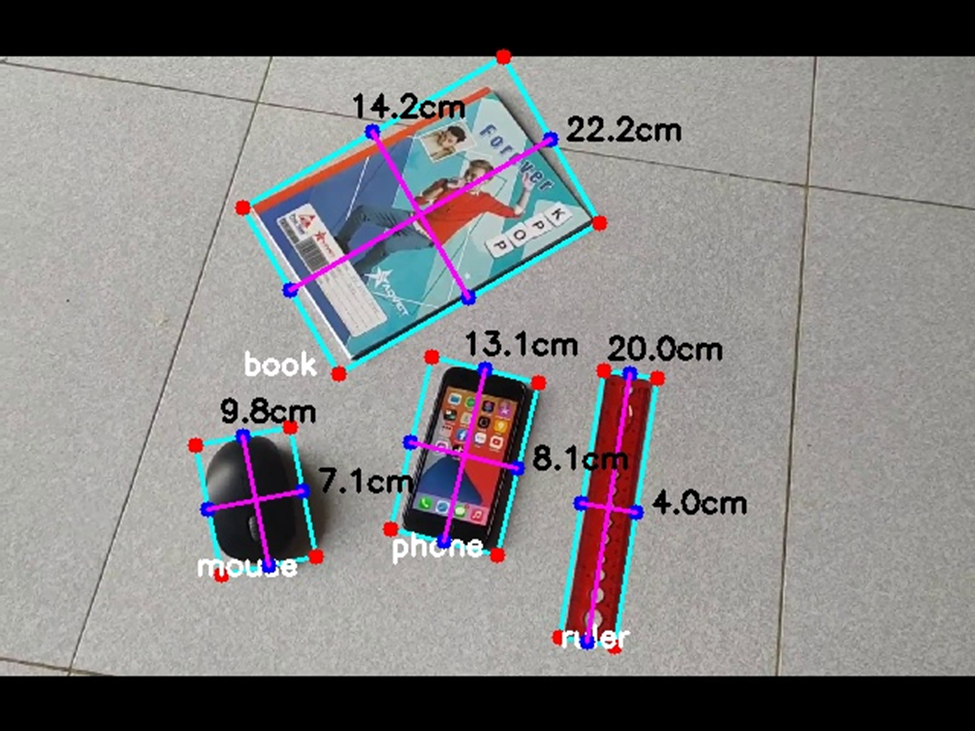 14.2cm
22.2cm
Forever
K
P
O
P
ADVET
book
13.1cm
20.0cm
9.8cm
8.1cm
7.1cm
4.0cm
phone
mouse
ruler